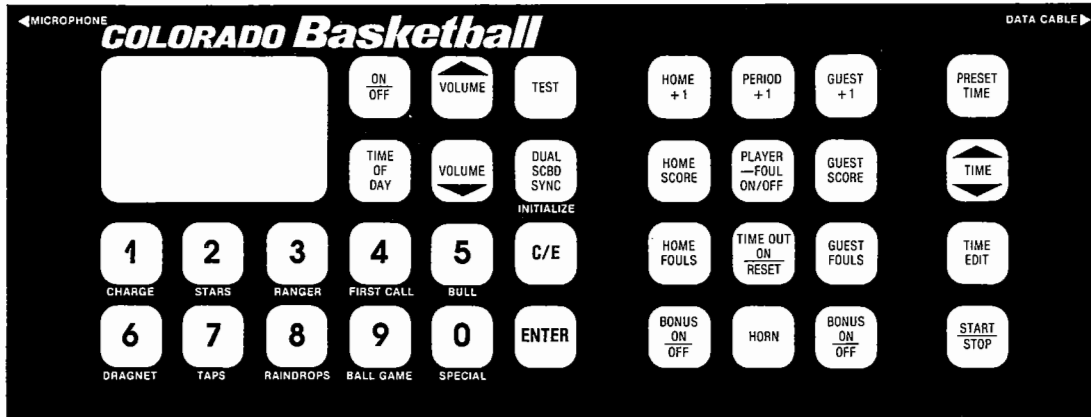 ◀MICROPHONE
DATA CABLE▶
COLORADO Basketball
ON
OFF
VOLUME
TEST
HOME
+1
PERIOD
+1
GUEST
+1
PRESET
TIME
TIME
OF
DAY
VOLUME
DUAL
SCBD
SYNC
INITIALIZE
HOME
SCORE
PLAYER
—FOUL
ON/OFF
GUEST
SCORE
TIME
1
2
3
4
5
C/E
CHARGE
STARS
RANGER
FIRST CALL
BULL
HOME
FOULS
TIME OUT
ON
RESET
GUEST
FOULS
TIME
EDIT
6
7
8
9
0
ENTER
DRAGNET
TAPS
RAINDROPS
BALL GAME
SPECIAL
BONUS
ON
OFF
HORN
BONUS
ON
OFF
START
STOP